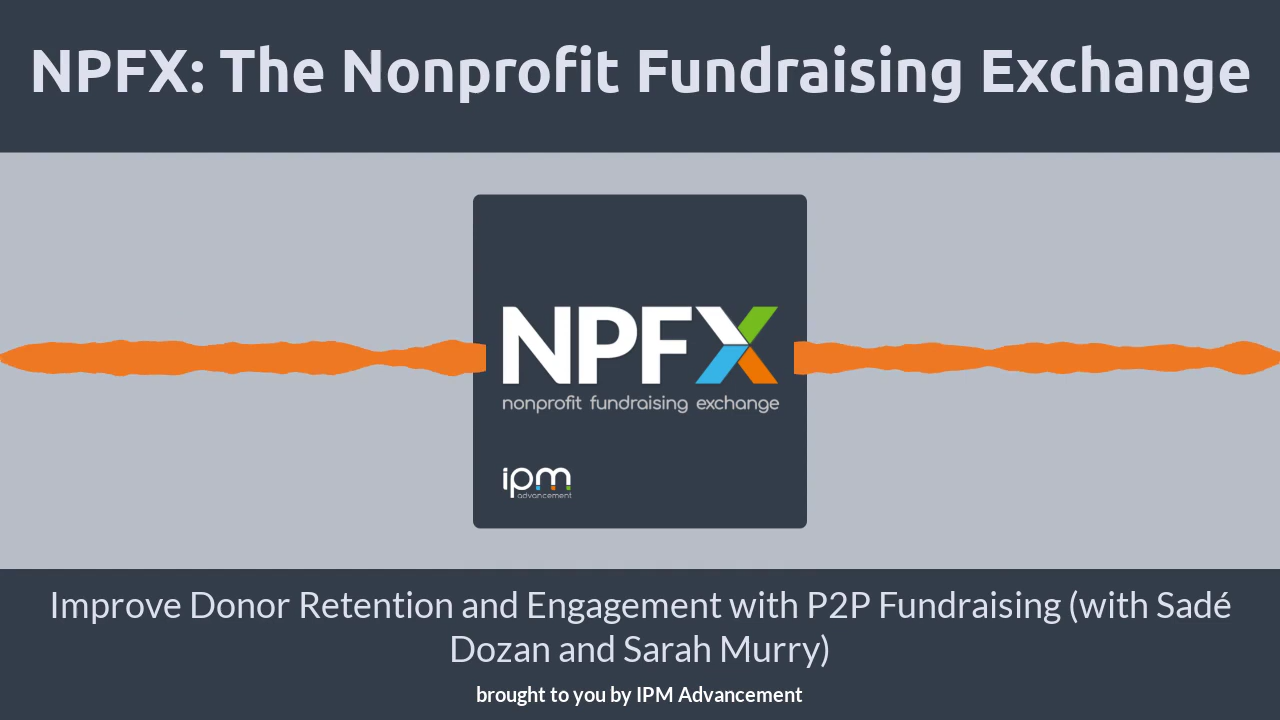 NPFX: The Nonprofit Fundraising Exchange
NPFX
nonprofit fundraising exchange
ipm
advancement
Improve Donor Retention and Engagement with P2P Fundraising (with Sadé
Dozan and Sarah Murry)
brought to you by IPM Advancement